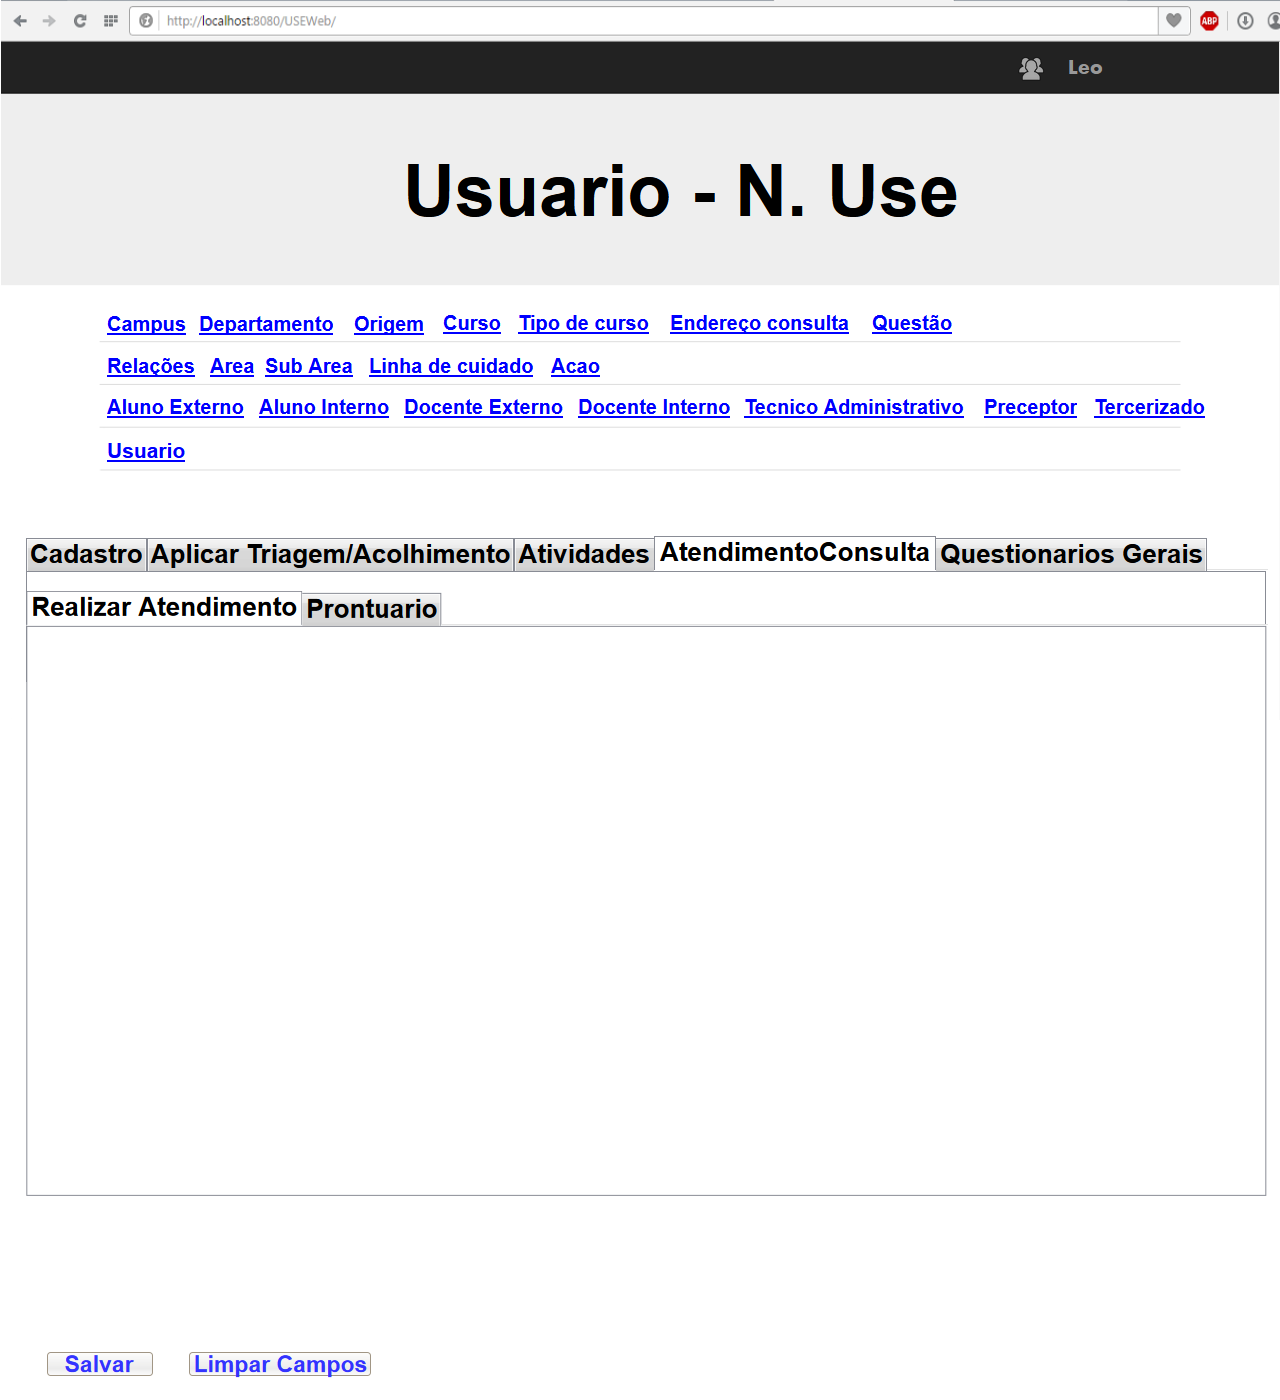 http://localhost:8080/USEWeb/
ABP
Leo
Usuario - N. Use
Campus Departamento Origem Curso Tipo de curso Endereço consulta Questão
Relações Area Sub Area Linha de cuidado Acao
Aluno Externo Aluno Interno Docente Externo Docente Interno Tecnico Administrativo Preceptor Tercerizado
Usuario
Cadastro Aplicar Triagem/Acolhimento Atividades AtendimentoConsulta Questionarios Gerais
Realizar Atendimento Prontuario
Salvar Limpar Campos